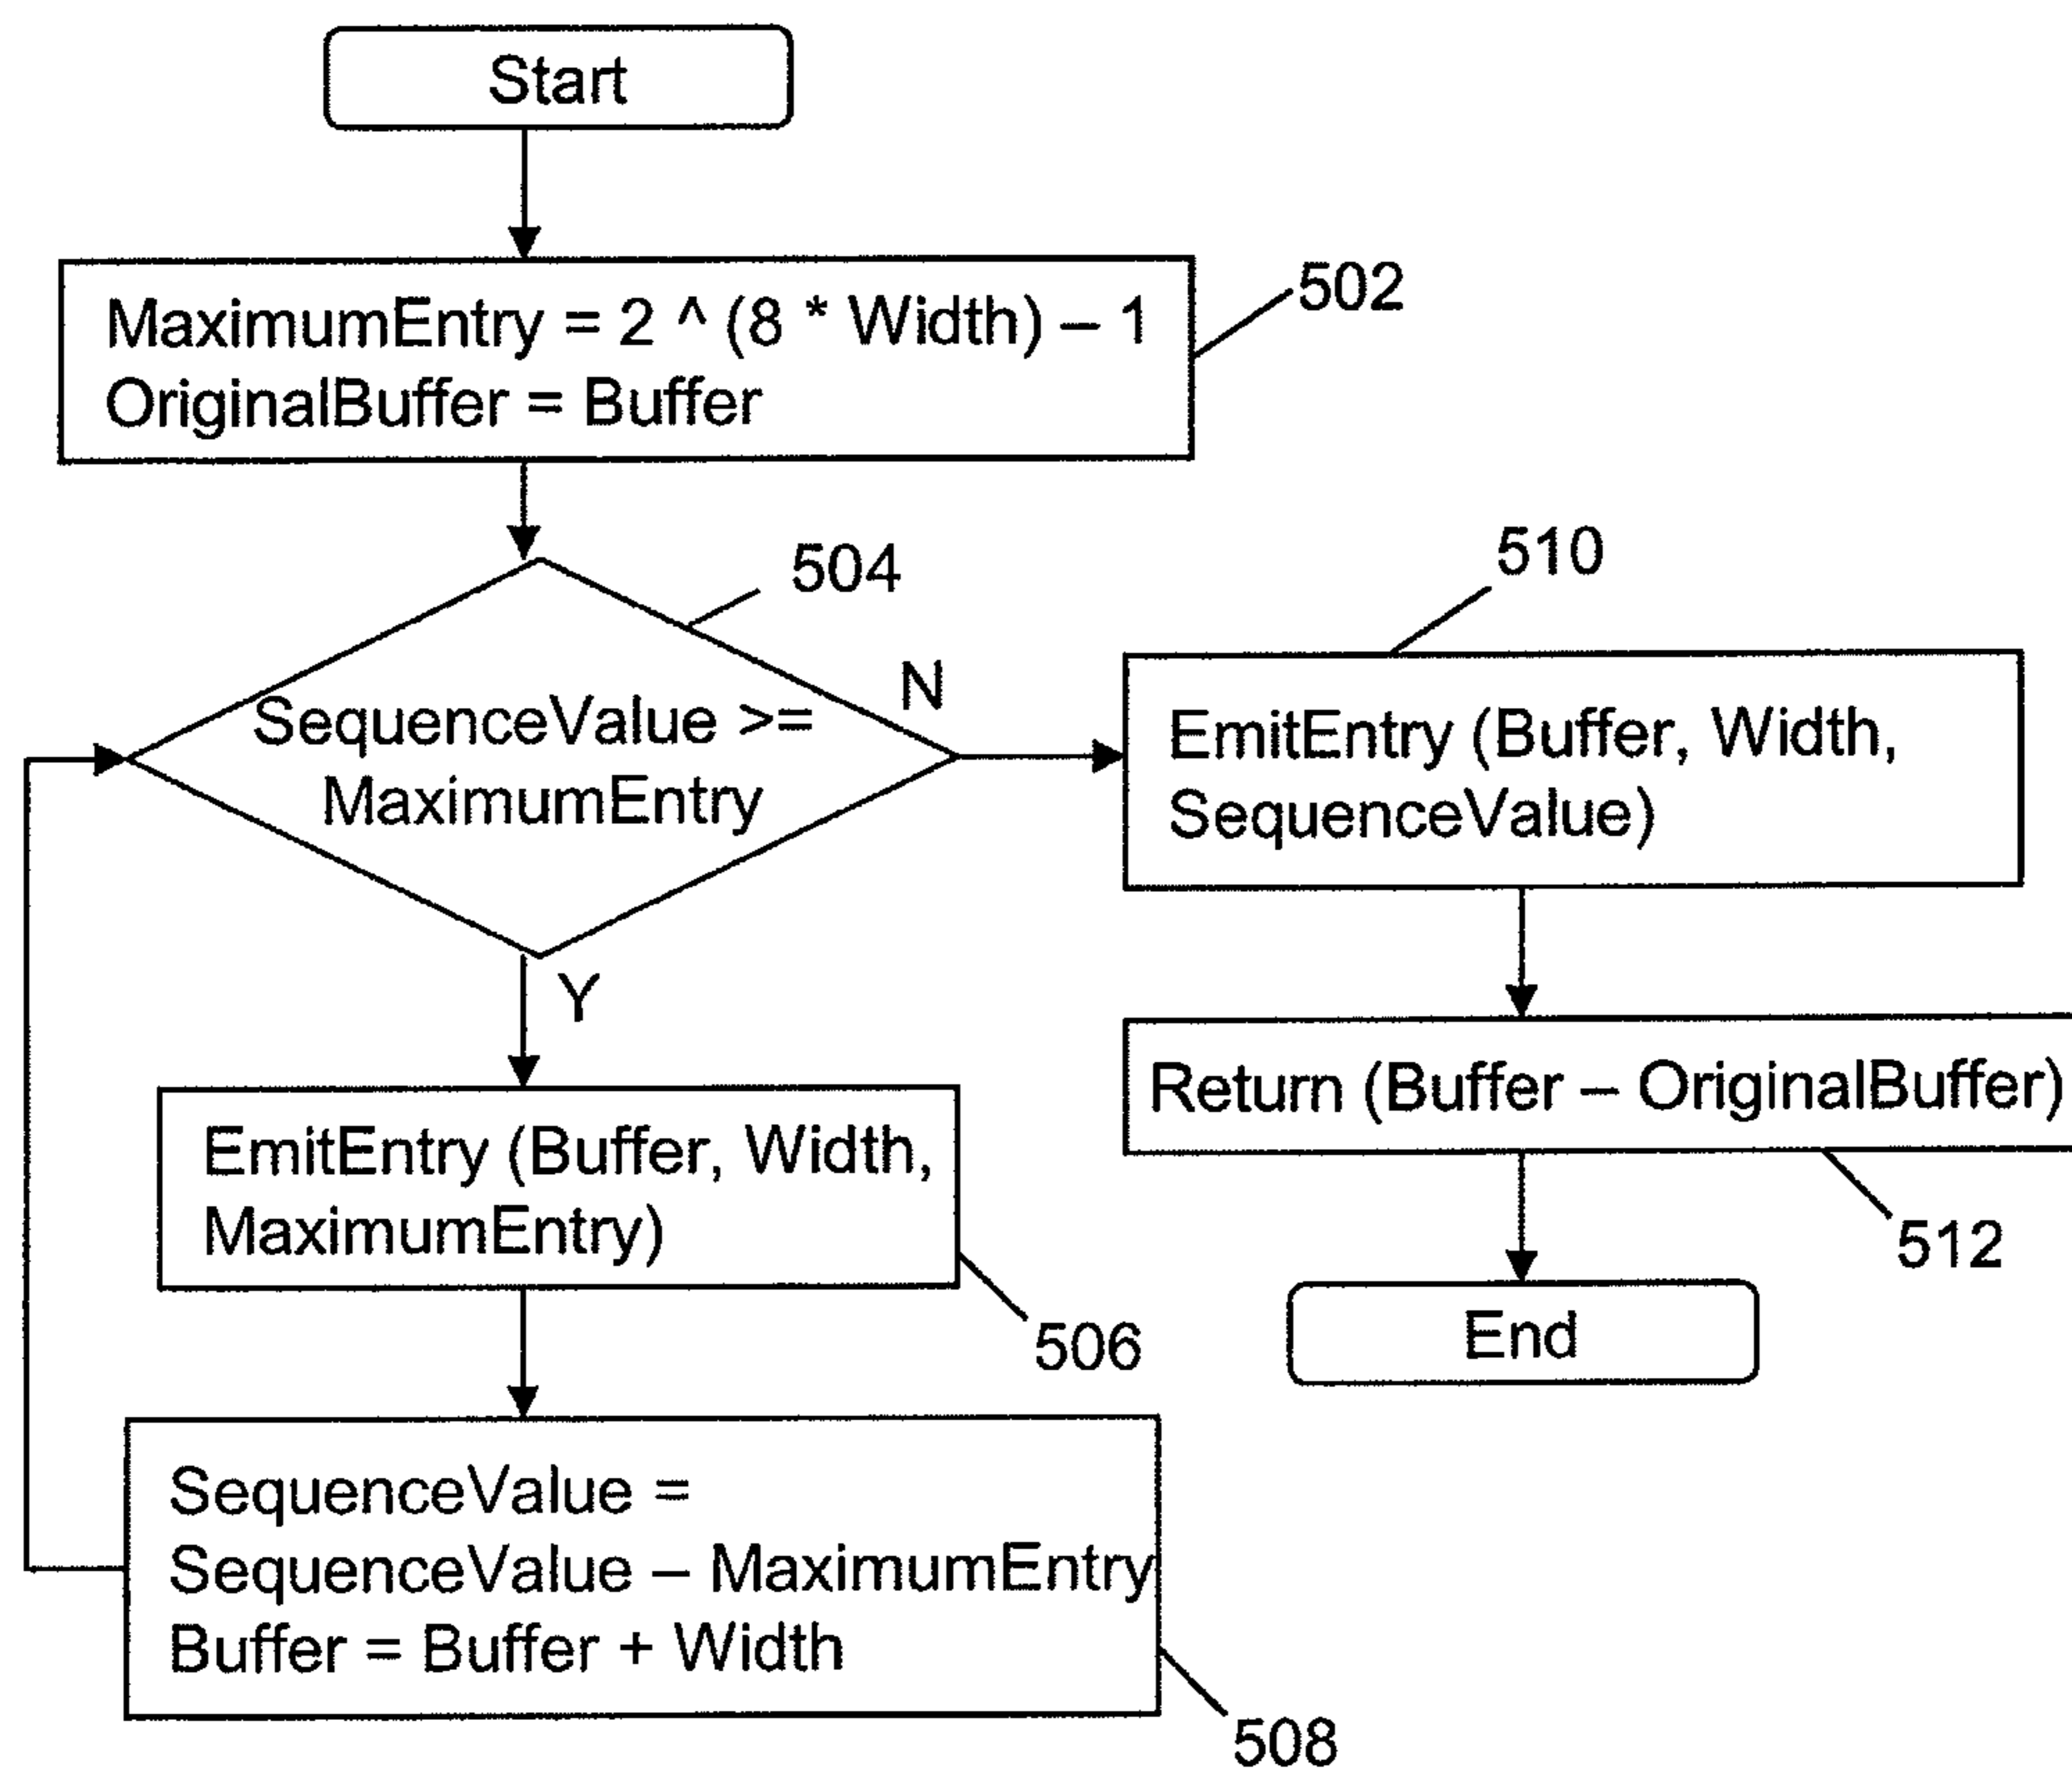 Start
MaximumEntry = 2 ^ (8 * Width) – 1
OriginalBuffer = Buffer
502
504
SequenceValue >=
MaximumEntry
N
Y
510
EmitEntry (Buffer, Width,
SequenceValue)
Return (Buffer – OriginalBuffer)
512
End
EmitEntry (Buffer, Width,
MaximumEntry)
506
SequenceValue =
SequenceValue – MaximumEntry
Buffer = Buffer + Width
508